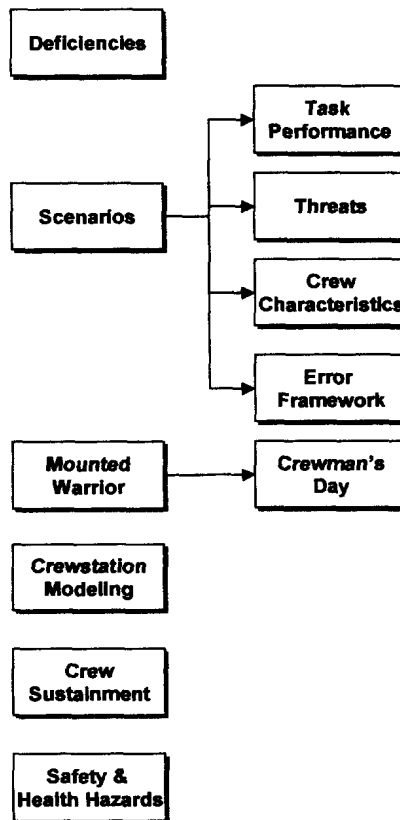 Deficiencies
Task
Performance
Scenarios
Threats
Crew
Characteristics
Error
Framework
Mounted
Warrior
Crewman's
Day
Crewstation
Modeling
Crew
Sustainment
Safety &
Health Hazards